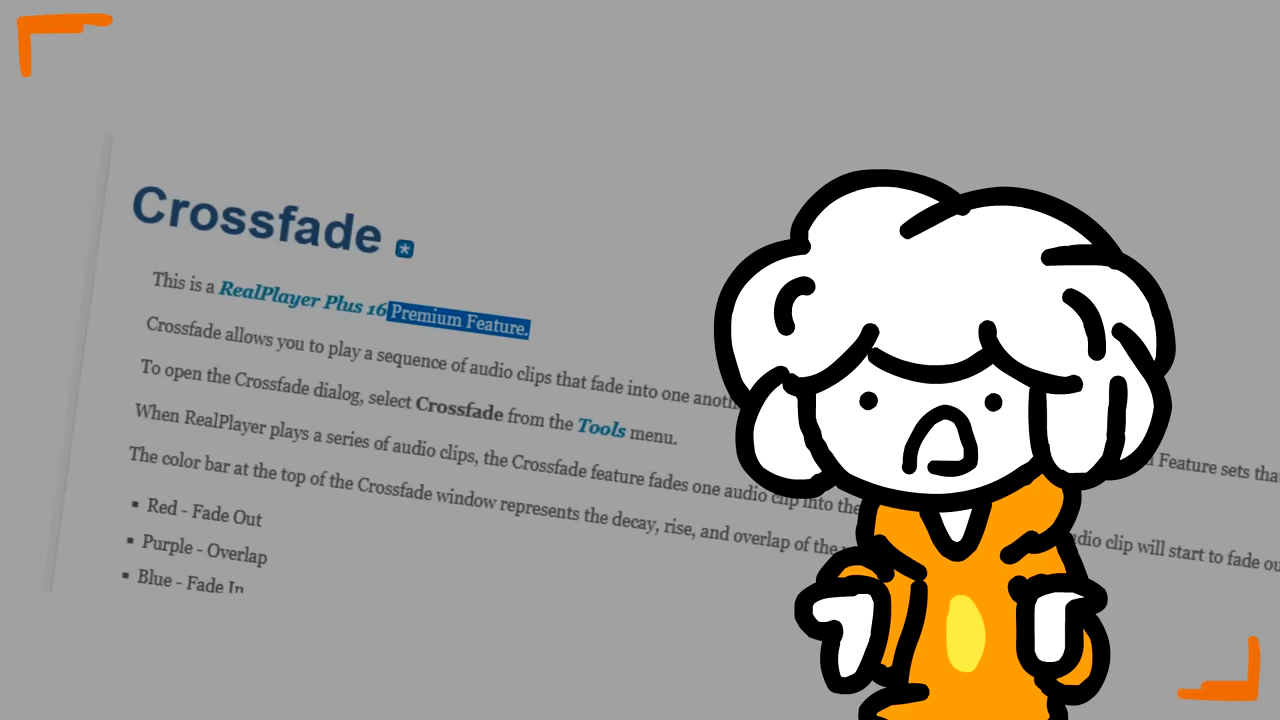 Crossfade *
This is a RealPlayer Plus 16 Premium Feature.
Crossfade allows you to play a sequence of audio clips that fade into one Feature sets
To open the Crossfade dialog, select Crossfade from the Tools menu.
When RealPlayer plays a series of audio clips, the Crossfade feature fades one audio clip into the audio clip will start to fade
The color bar at the top of the Crossfade window represents the decay, rise, and overlap of the
▪ Red - Fade Out
▪ Purple - Overlap
▪ Blue - Fade In